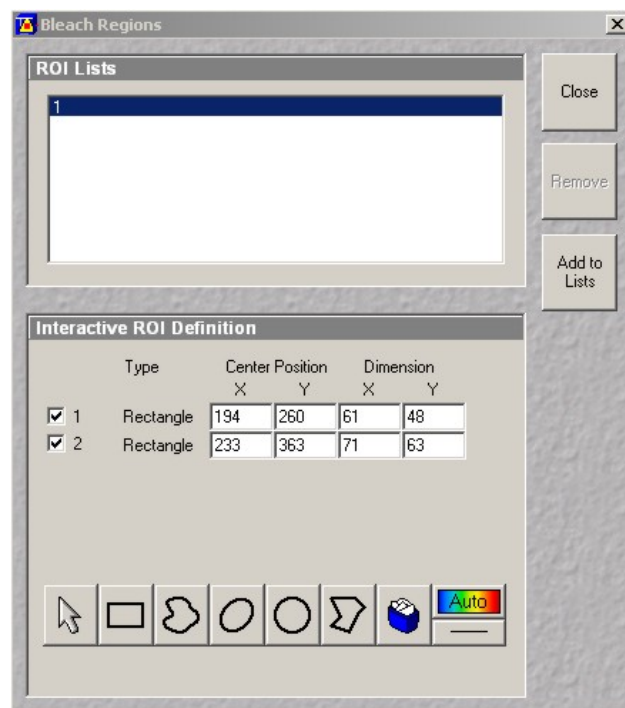 Bleach Regions
ROI Lists
1
Close
Remove
Add to
Lists
Interactive ROI Definition
Type Center Position Dimension
X Y X Y
1 Rectangle 194 260 61 48
2 Rectangle 233 363 71 63
Auto